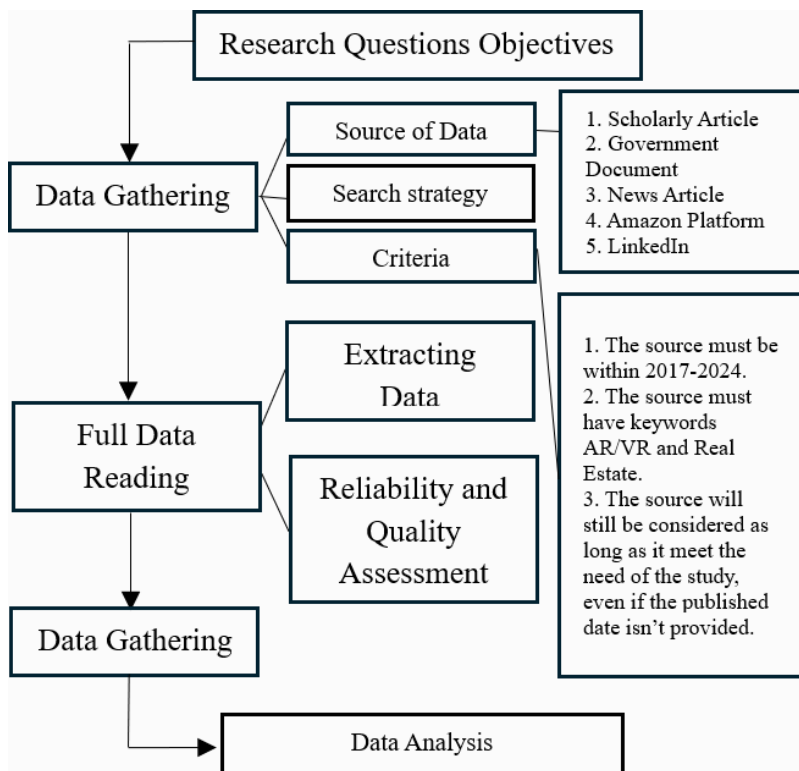 Research Questions Objectives
Source of Data
1. Scholarly Article
2. Government
Document
3. News Article
4. Amazon Platform
5. LinkedIn
Data Gathering
Search strategy
Criteria
1. The source must be
within 2017-2024.
2. The source must
have keywords
AR/VR and Real
Estate.
3. The source will
still be considered as
long as it meet the
need of the study,
even if the published
date isn’t provided.
Extracting
Data
Full Data
Reading
Reliability and
Quality
Assessment
Data Gathering
Data Analysis